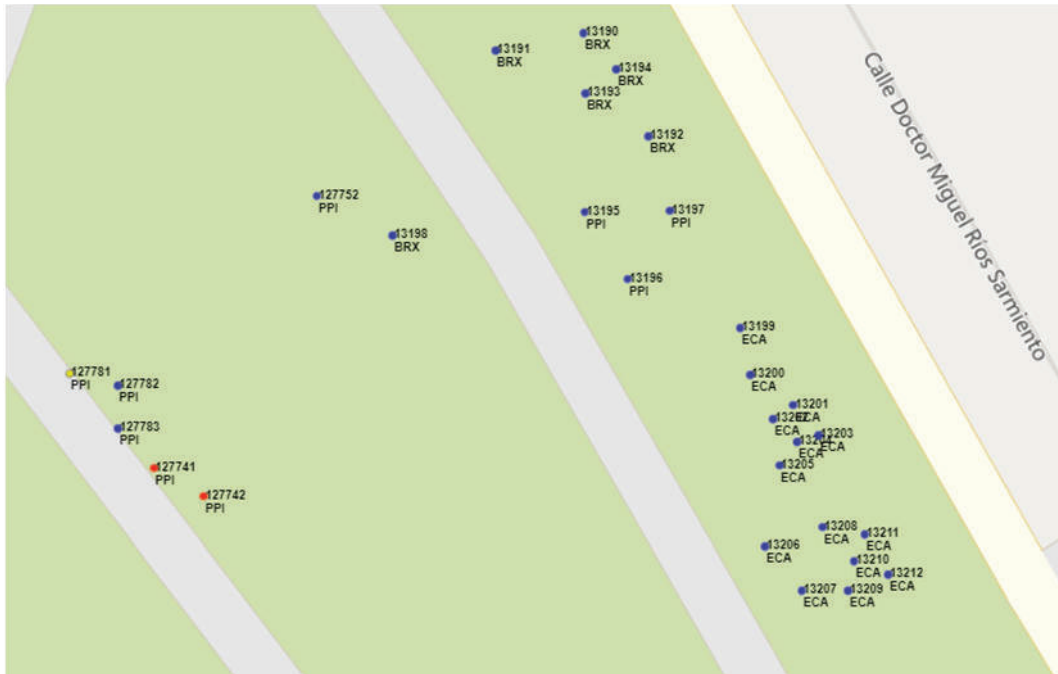 13190
BRX
13191
BRX
13194
BRX
13193
BRX
13192
BRX
Calle Doctor Miguel Ríos Sarmiento
127752
PPI
13195
PPI
13197
PPI
13198
BRX
13196
PPI
13199
ECA
127781
PPI
13200
ECA
127782
PPI
13201
ECA
13202
ECA
127783
PPI
13203
ECA
13204
ECA
13205
ECA
127741
PPI
127742
PPI
13208
ECA
13211
ECA
13206
ECA
13210
ECA
13212
ECA
13207
ECA
13209
ECA